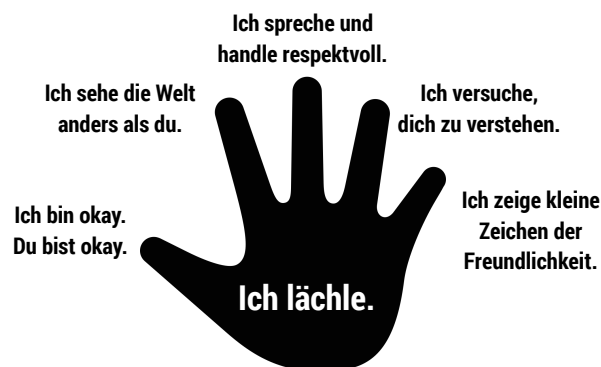 Ich spreche und
handle respektvoll.
Ich sehe die Welt
anders als du.
Ich versuche,
dich zu verstehen.
Ich bin okay.
Du bist okay.
Ich zeige kleine
Zeichen der
Freundlichkeit.
Ich lächle.